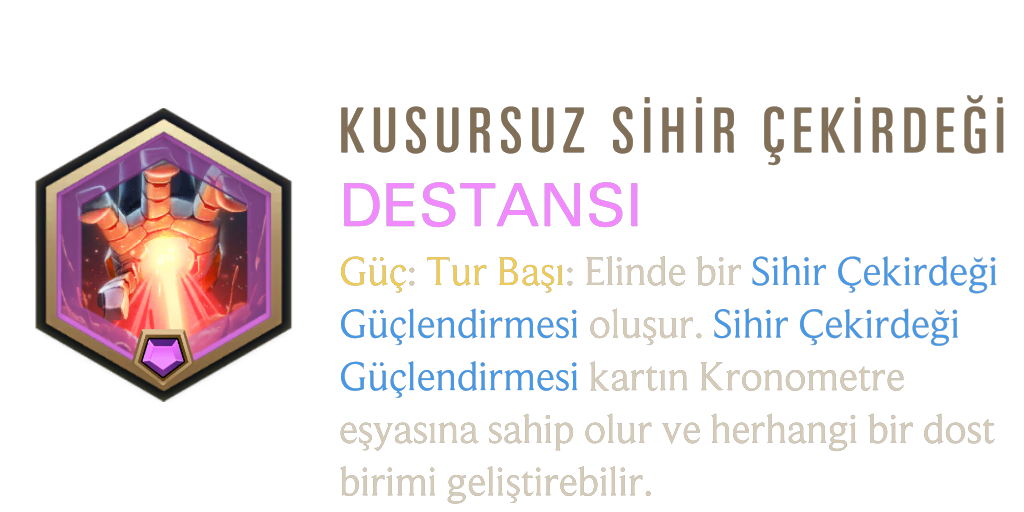 KUSURSUZ SİHİR ÇEKİRDEĞİ
DESTANSI
Güç: Tur Başı: Elinde bir Sihir Çekirdeği
Güçlendirmesi oluşur. Sihir Çekirdeği
Güçlendirmesi kartın Kronometre
eşyasına sahip olur ve herhangi bir dost
birimi geliştirebilir.